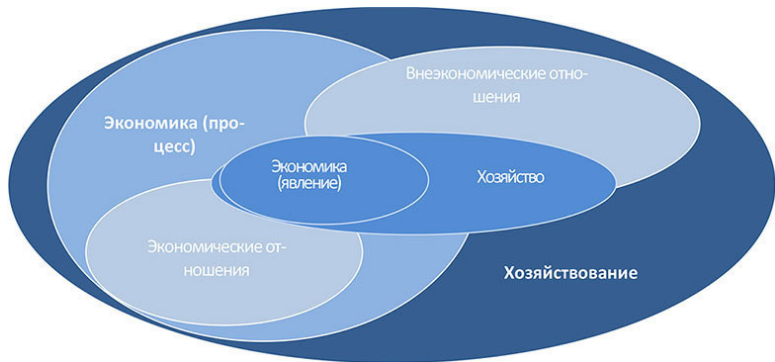 Внеэкономические отно-
шения
Экономика (про-
цесс)
Экономика
(явление)
Хозяйство
Экономические от-
ношения
Хозяйствование